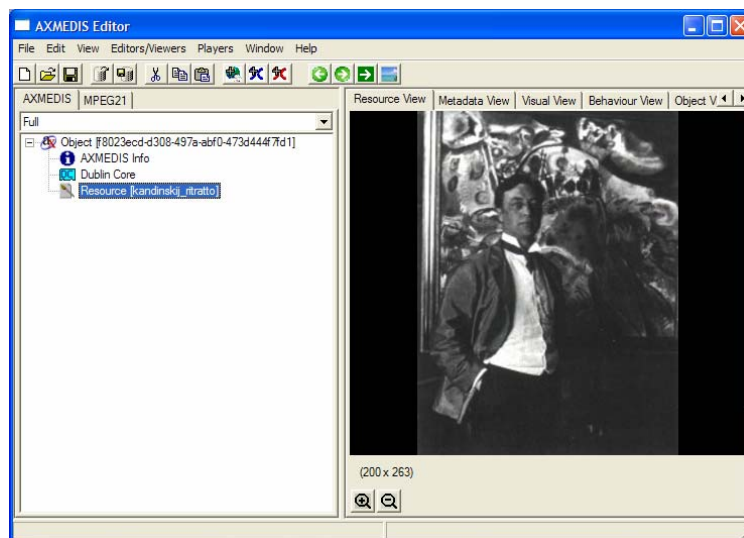 AXMEDIS Editor
File Edit View Editors/Viewers Players Window Help
AXMEDIS MPEG21
Full
Object [f8023ecd-d308-497a-abf0-473d444f7fd1]
AXMEDIS Info
Dublin Core
Resource [kandinskij_ritratto]
Resource View Metadata View Visual View Behaviour View Object V
(200 x 263)